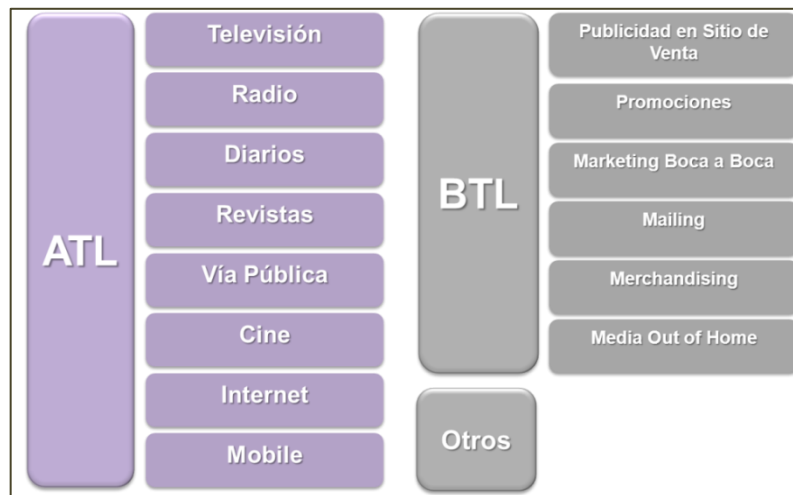 ATL
Televisión
Radio
Diarios
Revistas
Vía Pública
Cine
Internet
Mobile
BTL
Publicidad en Sitio de
Venta
Promociones
Marketing Boca a Boca
Mailing
Merchandising
Media Out of Home
Otros